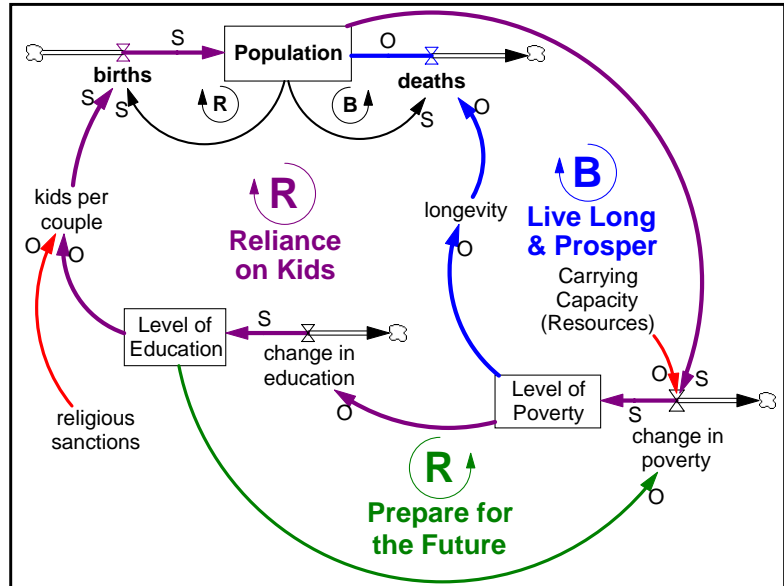 S
Population
O
births
deaths
S
S
R
B
S
O
kids per
couple
R
Reliance
on Kids
longevity
B
Live Long
& Prosper
O
O
O
Carrying
Capacity
(Resources)
Level of
Education
S
change in
education
O
S
Level of
Poverty
S
change in
poverty
religious
sanctions
O
R
O
Prepare for
the Future